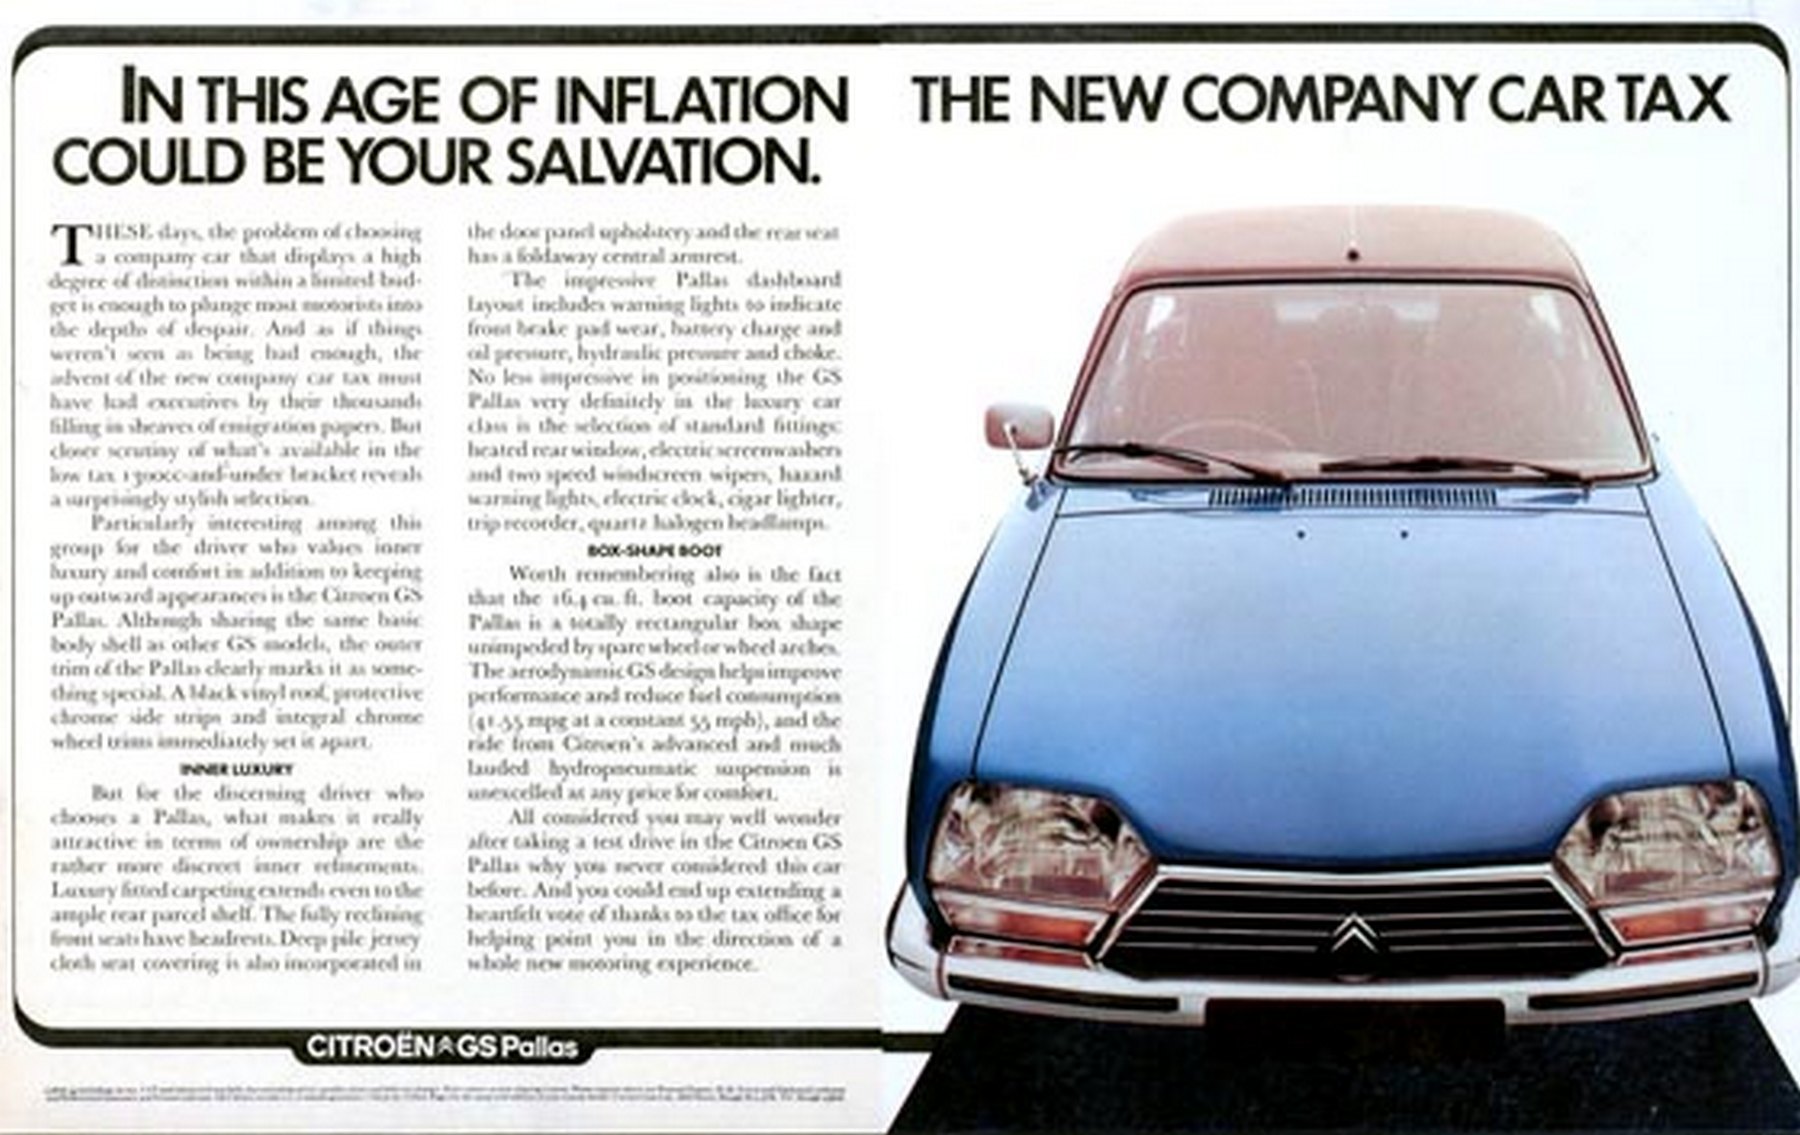 IN THIS AGE OF INFLATION THE NEW COMPANY CAR TAX
COULD BE YOUR SALVATION.
THESE days, the problem of choosing
a company car that displays a high
degree of distinction within a limited bud-
get is enough to plunge most motorists into
the depths of despair. And as if things
weren't seen as being bad enough, the
advent of the new company car tax must
have had executives by their thousands
filling in sheaves of emigration papers. But
closer scrutiny of what's available in the
low tax 1300cc-and-under bracket reveals
a surprisingly stylish selection.
Particularly interesting among this
group for the driver who values inner
luxury and comfort in addition to keeping
up outward appearances is the Citroen GS
Pallas. Although sharing the same basic
body shell as other GS models, the outer
trim of the Pallas clearly marks it as some-
thing special. A black vinyl roof, protective
chrome side strips and integral chrome
wheel trims immediately set it apart.
INNER LUXURY
But for the discerning driver who
chooses a Pallas, what makes it really
attractive in terms of ownership are the
rather more discreet inner refinements.
Luxury fitted carpeting extends even to the
ample rear parcel shelf. The fully reclining
front seats have headrests. Deep pile jersey
cloth seat covering is also incorporated in
the door panel upholstery and the rear seat
has a foldaway central armrest.
The impressive Pallas dashboard
layout includes warning lights to indicate
front brake pad wear, battery charge and
oil pressure, hydraulic pressure and choke.
No less impressive in positioning the GS
Pallas very definitely in the luxury car
class is the selection of standard fittings:
heated rear window, electric screenwashers
and two speed windscreen wipers, hazard
warning lights, electric clock, cigar lighter,
trip recorder, quartz halogen headlamps.
BOX-SHAPE BOOT
Worth remembering also is the fact
that the 16.4 cu. ft. boot capacity of the
Pallas is a totally rectangular box shape
unimpeded by spare wheel or wheel arches.
The aerodynamic GS design helps improve
performance and reduce fuel consumption
(41.55 mpg at a constant 55 mph), and the
ride from Citroen's advanced and much
lauded hydropneumatic suspension is
unexcelled at any price for comfort.
All considered you may well wonder
after taking a test drive in the Citroen GS
Pallas why you never considered this car
before. And you could end up extending a
heartfelt vote of thanks to the tax office for
helping point you in the direction of a
whole new motoring experience.
CITROËN GS Pallas